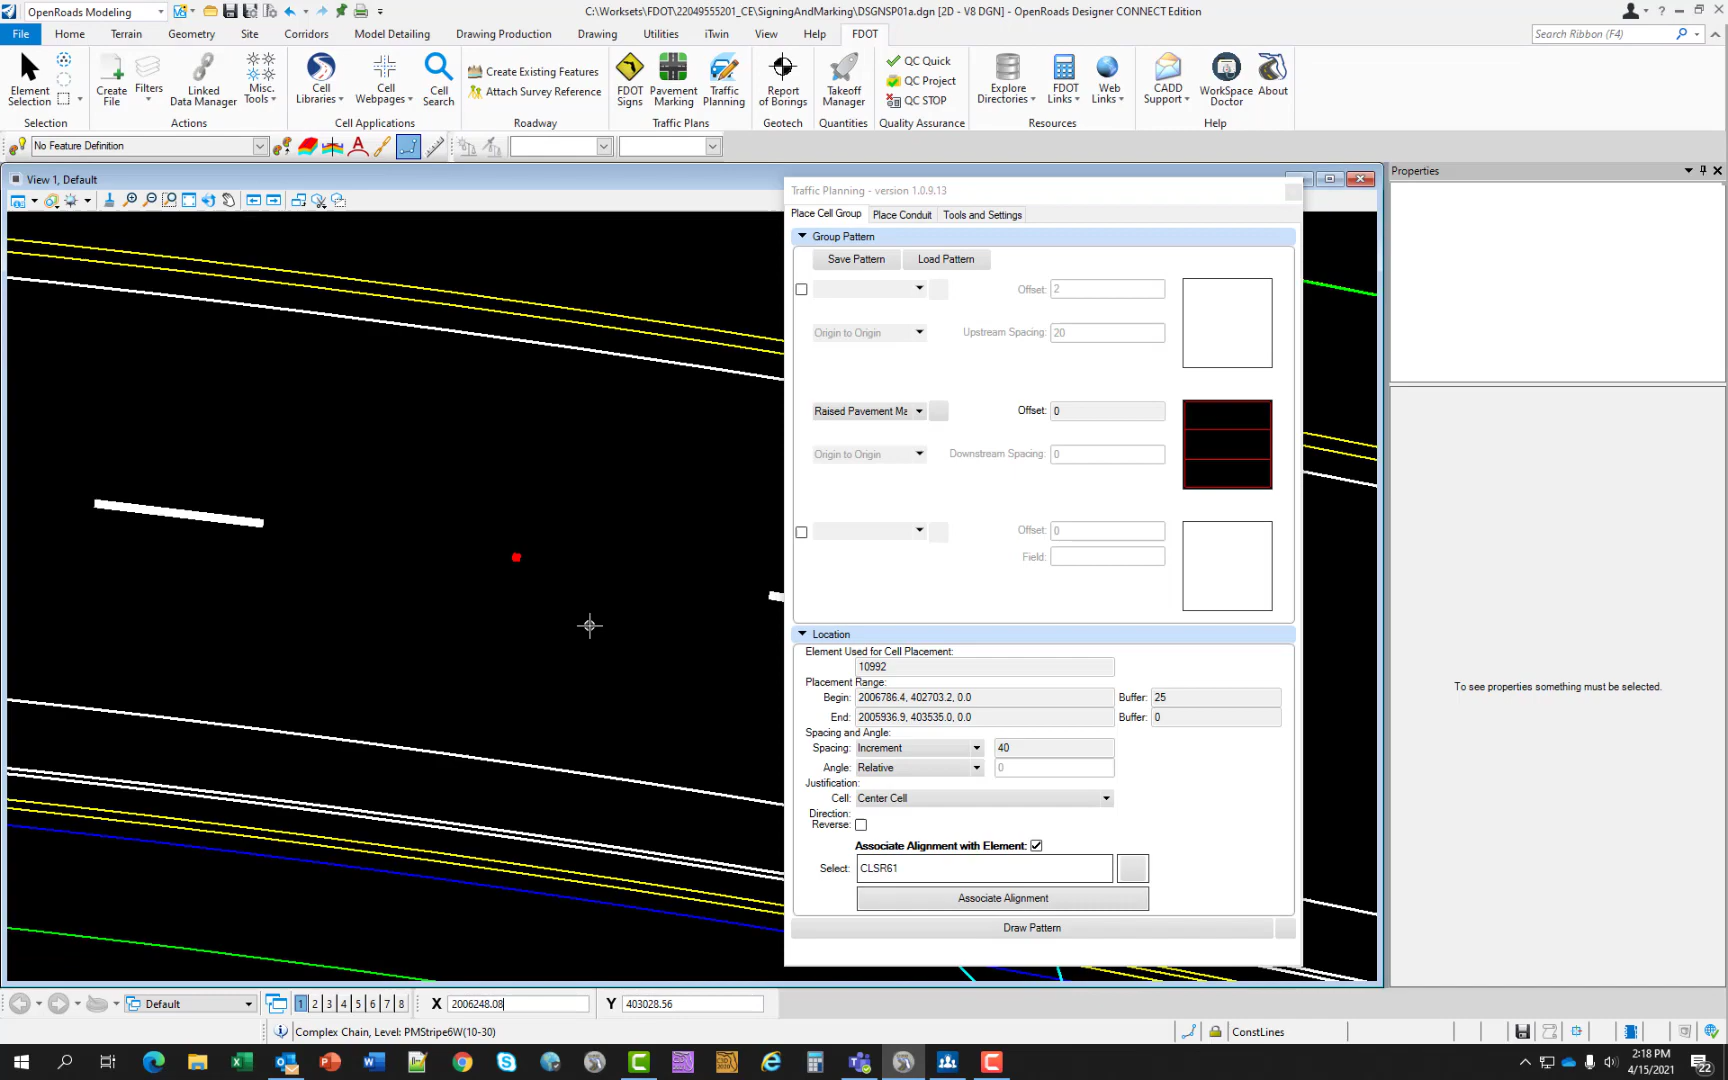 OpenRoads Modeling
C:\Worksets\FDOT\22049555201_CE\SigningAndMarking\DSGNSP01a.dgn [2D - V8 DGN] - OpenRoads Designer CONNECT Edition
File Home Terrain Geometry Site Corridors Model Detailing Drawing Production Drawing Utilities iTwin View Help FDOT
Search Ribbon (F4)
Element Selection
Create File
Filters
Linked Data Manager
Misc. Tools
Cell Libraries
Cell Webpages
Cell Search
Create Existing Features
Attach Survey Reference
FDOT Signs
Pavement Marking
Traffic Planning
Report of Borings
Takeoff Manager
QC Quick
QC Project
QC STOP
Explore Directories
FDOT Links
Web Links
CADD Support
WorkSpace Doctor
About
Selection Actions Cell Applications Roadway Traffic Plans Geotech Quantities Quality Assurance Resources Help
No Feature Definition
View 1, Default
Properties
To see properties something must be selected.
Traffic Planning - version 1.0.9.13
Place Cell Group Place Conduit Tools and Settings
Group Pattern
Save Pattern Load Pattern
Offset: 2
Origin to Origin Upstream Spacing: 20
Raised Pavement Ma Offset: 0
Origin to Origin Downstream Spacing: 0
Offset: 0
Field:
Location
Element Used for Cell Placement:
10992
Placement Range:
Begin: 2006786.4, 402703.2, 0.0 Buffer: 25
End: 2005936.9, 403535.0, 0.0 Buffer: 0
Spacing and Angle:
Spacing: Increment 40
Angle: Relative 0
Justification:
Cell: Center Cell
Direction:
Reverse:
Associate Alignment with Element:
Select: CLSR61
Associate Alignment
Draw Pattern
Default 1 2 3 4 5 6 7 8 X 2006248.08 Y 403028.56
Complex Chain, Level: PMStripe6W(10-30)
ConstLines
2:18 PM
4/15/2021
22